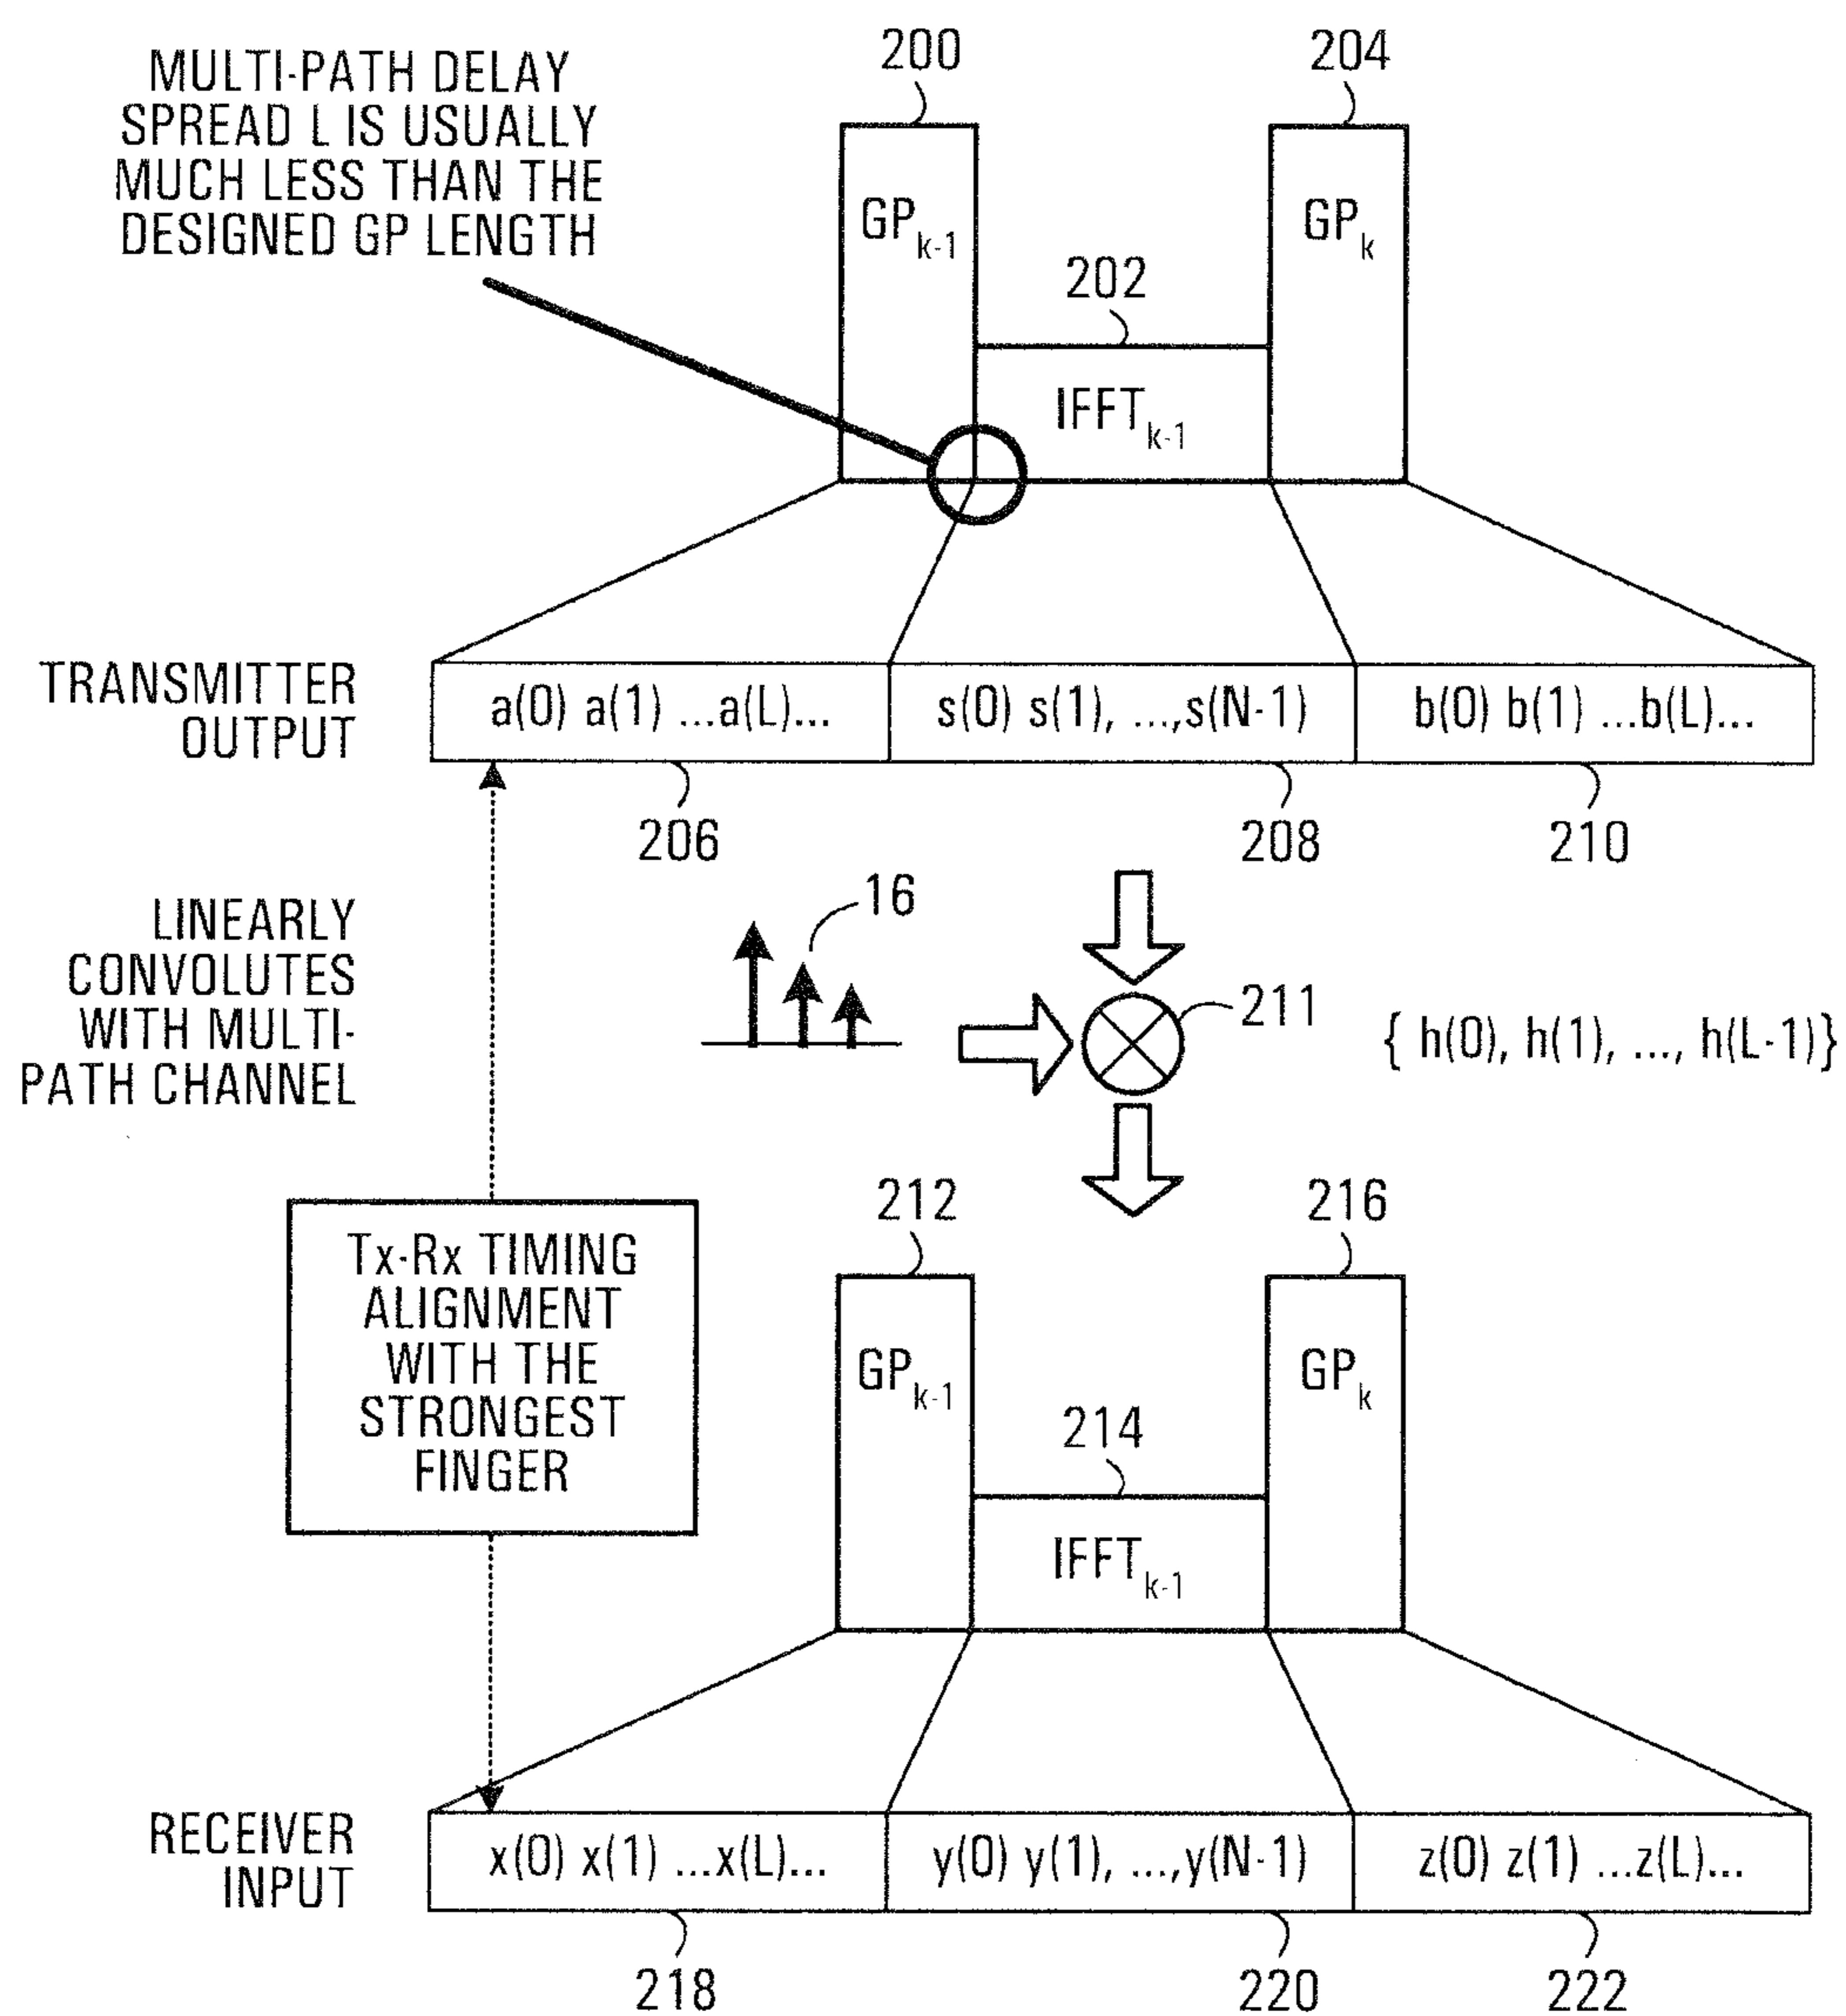 200
204
MULTI-PATH DELAY
SPREAD L IS USUALLY
MUCH LESS THAN THE
DESIGNED GP LENGTH
GPk-1
GPk
202
IFFTk-1
TRANSMITTER
OUTPUT
a(0) a(1) ...a(L)...
s(0) s(1), ...,s(N-1)
b(0) b(1) ...b(L)...
206
208
210
LINEARLY
CONVOLUTES
WITH MULTI-
PATH CHANNEL
16
211
{ h(0), h(1), ..., h(L-1)}
212
216
Tx-Rx TIMING
ALIGNMENT
WITH THE
STRONGEST
FINGER
GPk-1
GPk
214
IFFTk-1
RECEIVER
INPUT
x(0) x(1) ...x(L)...
y(0) y(1), ...,y(N-1)
z(0) z(1) ...z(L)...
218
220
222